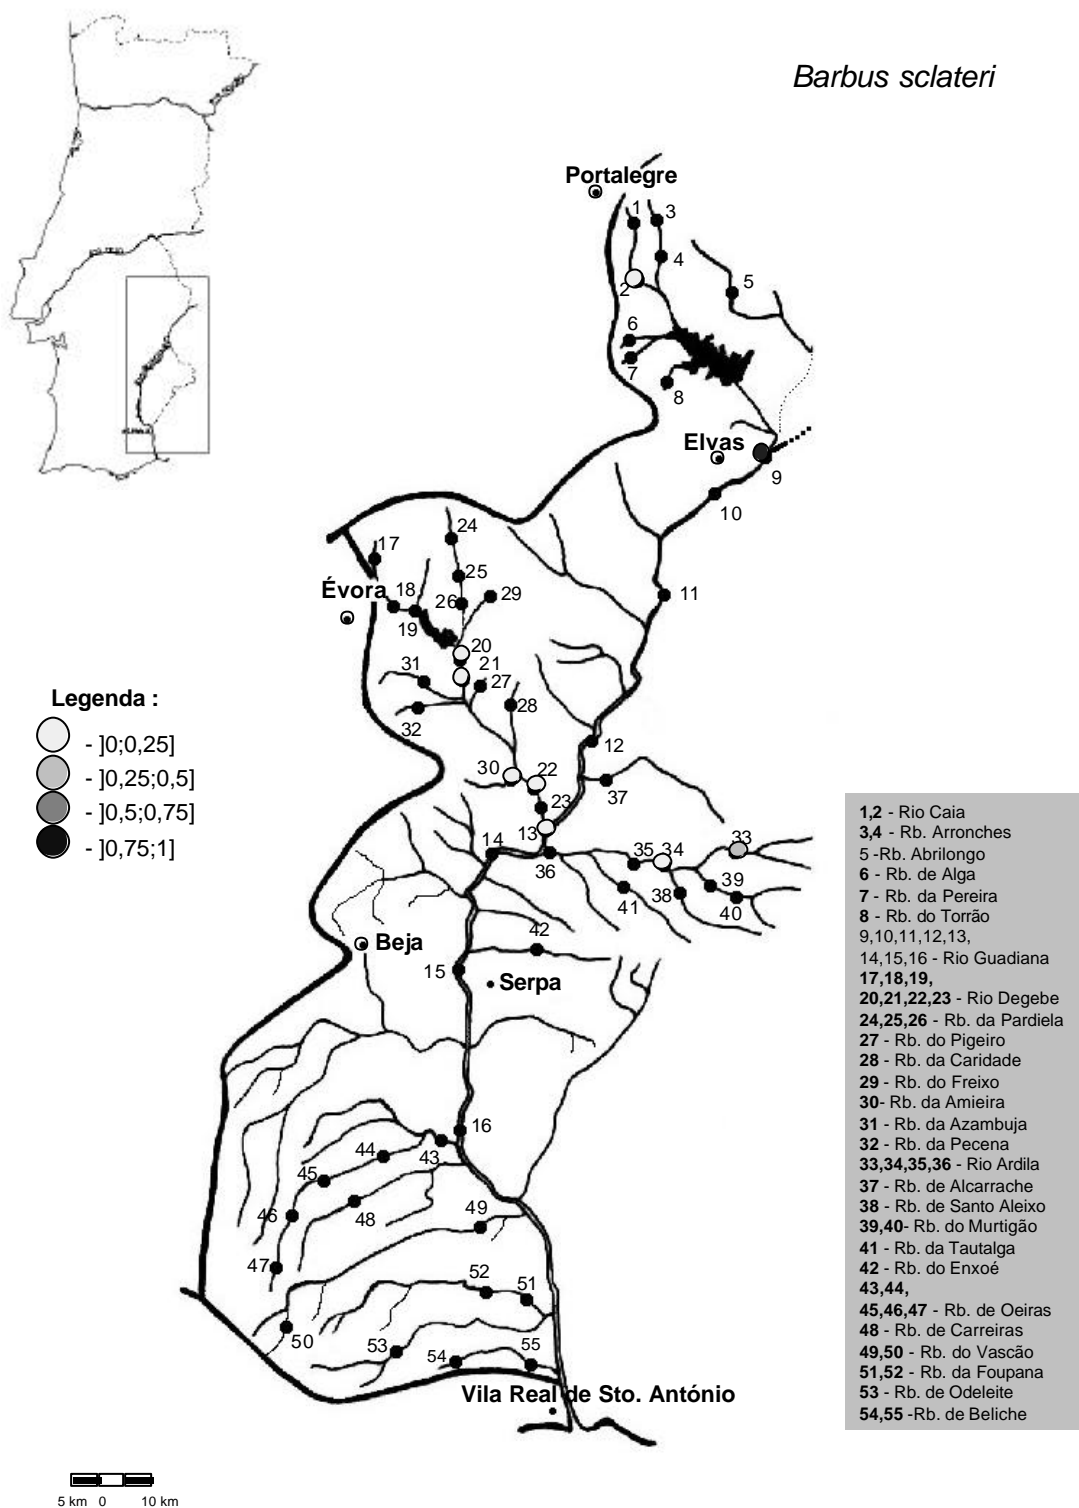 Barbus sclateri
Portalegre
1
3
4
2
5
6
7
8
Elvas
9
10
24
17
25
Évora
18
26
29
11
19
20
31
21
27
28
32
12
30
22
37
23
13
14
36
35
34
33
41
38
39
40
Beja
42
15
Serpa
16
43
44
45
46
48
49
47
52
51
50
53
54
55
Vila Real de Sto. António
Legenda :
- ]0;0,25]
- ]0,25;0,5]
- ]0,5;0,75]
- ]0,75;1]
1,2 - Rio Caia
3,4 - Rb. Arronches
5 -Rb. Abrilongo
6 - Rb. de Alga
7 - Rb. da Pereira
8 - Rb. do Torrão
9,10,11,12,13,
14,15,16 - Rio Guadiana
17,18,19,
20,21,22,23 - Rio Degebe
24,25,26 - Rb. da Pardiela
27 - Rb. do Pigeiro
28 - Rb. da Caridade
29 - Rb. do Freixo
30- Rb. da Amieira
31 - Rb. da Azambuja
32 - Rb. da Pecena
33,34,35,36 - Rio Ardila
37 - Rb. de Alcarrache
38 - Rb. de Santo Aleixo
39,40- Rb. do Murtigão
41 - Rb. da Tautalga
42 - Rb. do Enxoé
43,44,
45,46,47 - Rb. de Oeiras
48 - Rb. de Carreiras
49,50 - Rb. do Vascão
51,52 - Rb. da Foupana
53 - Rb. de Odeleite
54,55 -Rb. de Beliche
5 km 0 10 km